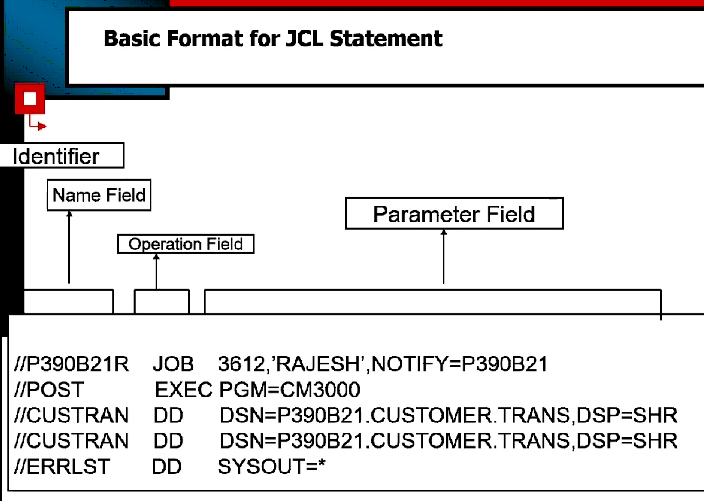 Basic Format for JCL Statement
Identifier
Name Field
Parameter Field
Operation Field
//P390B21R JOB 3612,'RAJESH',NOTIFY=P390B21
//POST EXEC PGM=CM3000
//CUSTRAN DD DSN=P390B21.CUSTOMER.TRANS,DSP=SHR
//CUSTRAN DD DSN=P390B21.CUSTOMER.TRANS,DSP=SHR
//ERRLST DD SYSOUT=*